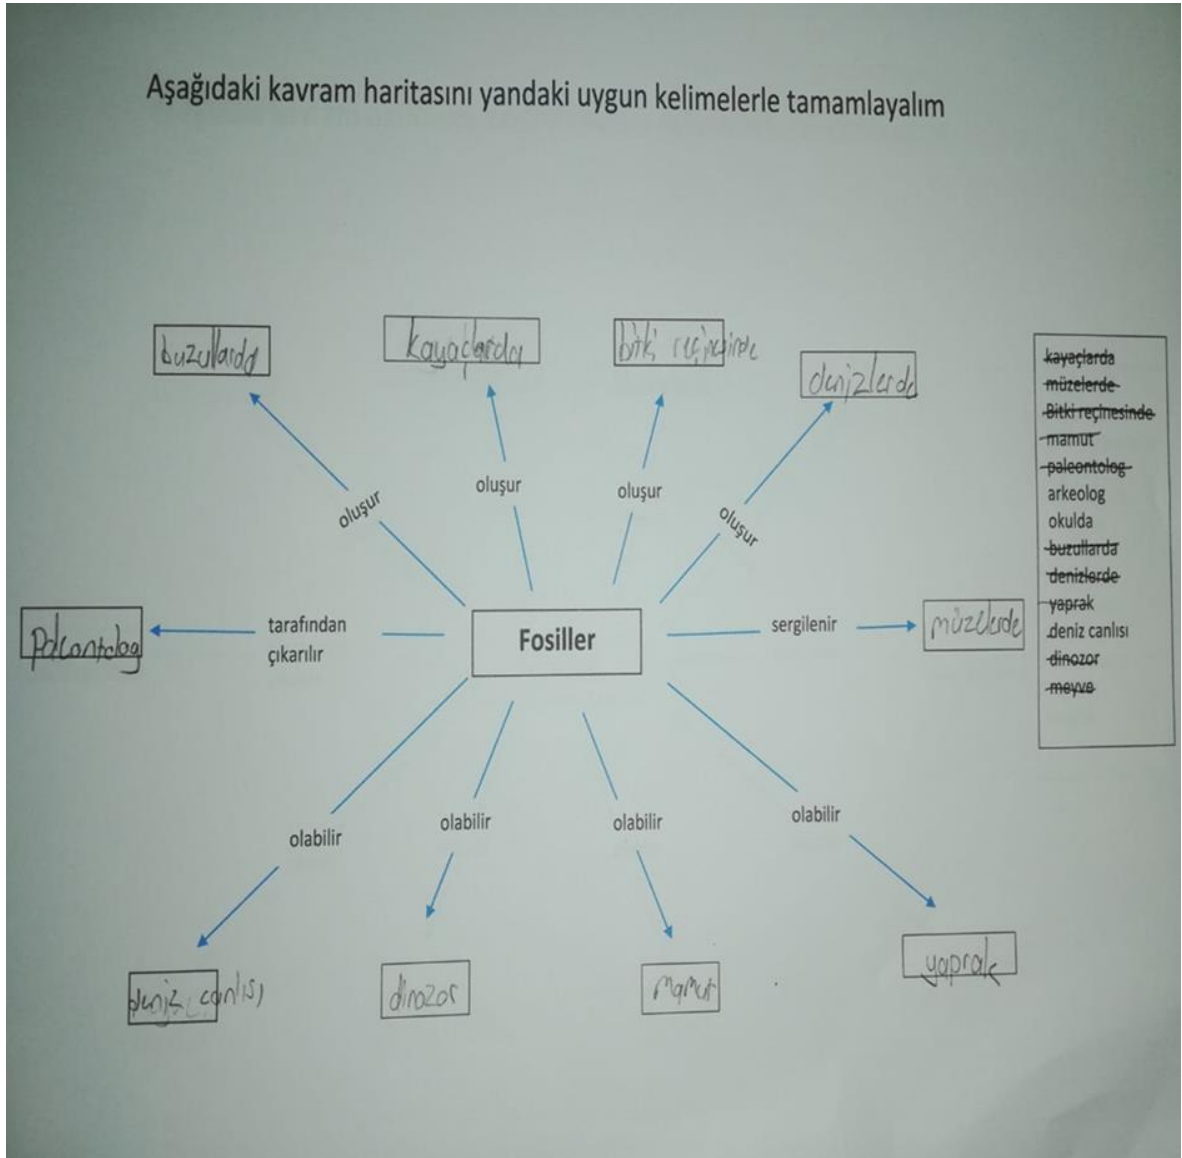 Aşağıdaki kavram haritasını yandaki uygun kelimelerle tamamlayalım
buzullarda
kayaçlarda
bitki reçinesinde
denizlerde
oluşur
oluşur
oluşur
oluşur
paleontolog
tarafından
çıkarılır
Fosiller
sergilenir
müzelerde
olabilir
olabilir
olabilir
olabilir
deniz canlısı
dinozor
mamut
yaprak
kayaçlarda
müzelerde
Bitki reçinesinde
mamut
paleontolog
arkeolog
okulda
buzullarda
denizlerde
yaprak
deniz canlısı
dinozor
meyve